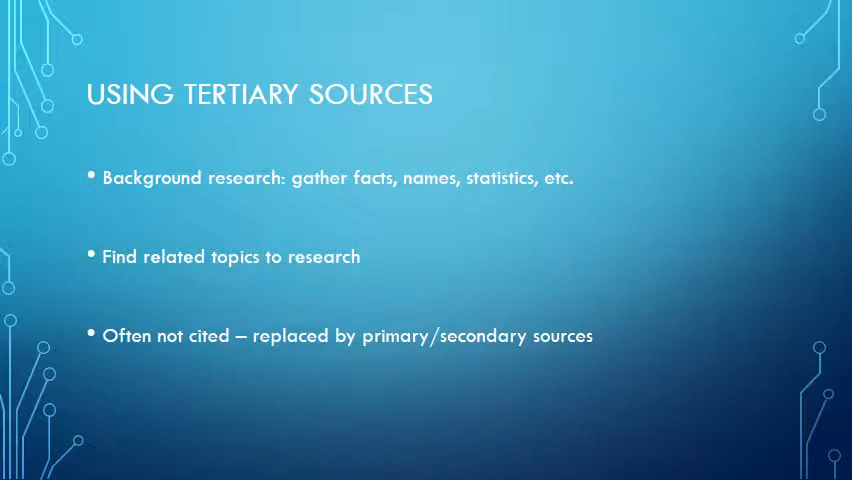 USING TERTIARY SOURCES
• Background research: gather facts, names, statistics, etc.
• Find related topics to research
• Often not cited – replaced by primary/secondary sources